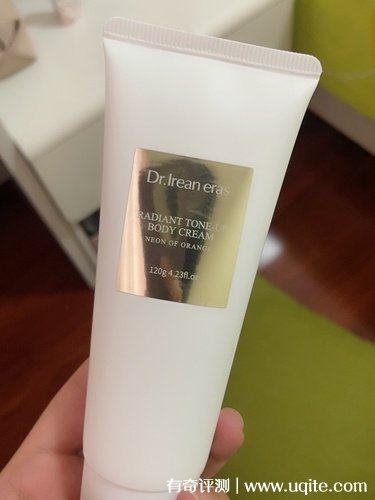 Dr.Irean eras
RADIANT TONE-UP
BODY CREAM
NEON OF ORANGE
120g 4.23fl.oz
有奇评测 | www.uqite.com